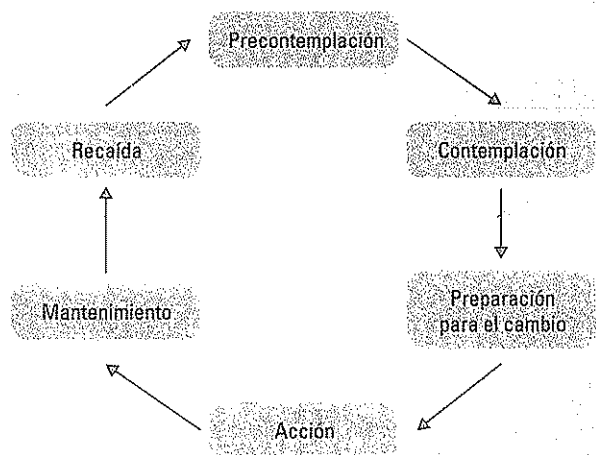 Precontemplación
Contemplación
Preparación
para el cambio
Acción
Mantenimiento
Recaída